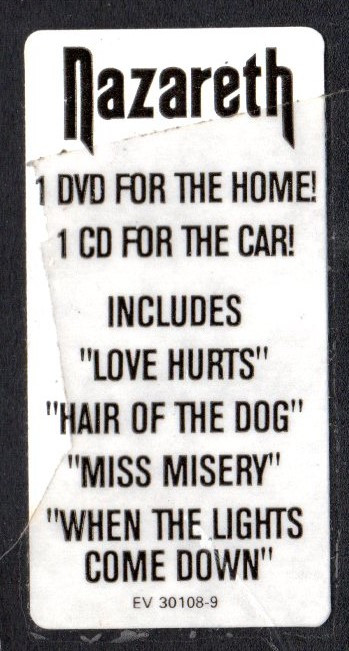 Nazareth
1 DVD FOR THE HOME!
1 CD FOR THE CAR!
INCLUDES
"LOVE HURTS"
"HAIR OF THE DOG"
"MISS MISERY"
"WHEN THE LIGHTS
COME DOWN"
EV 30108-9